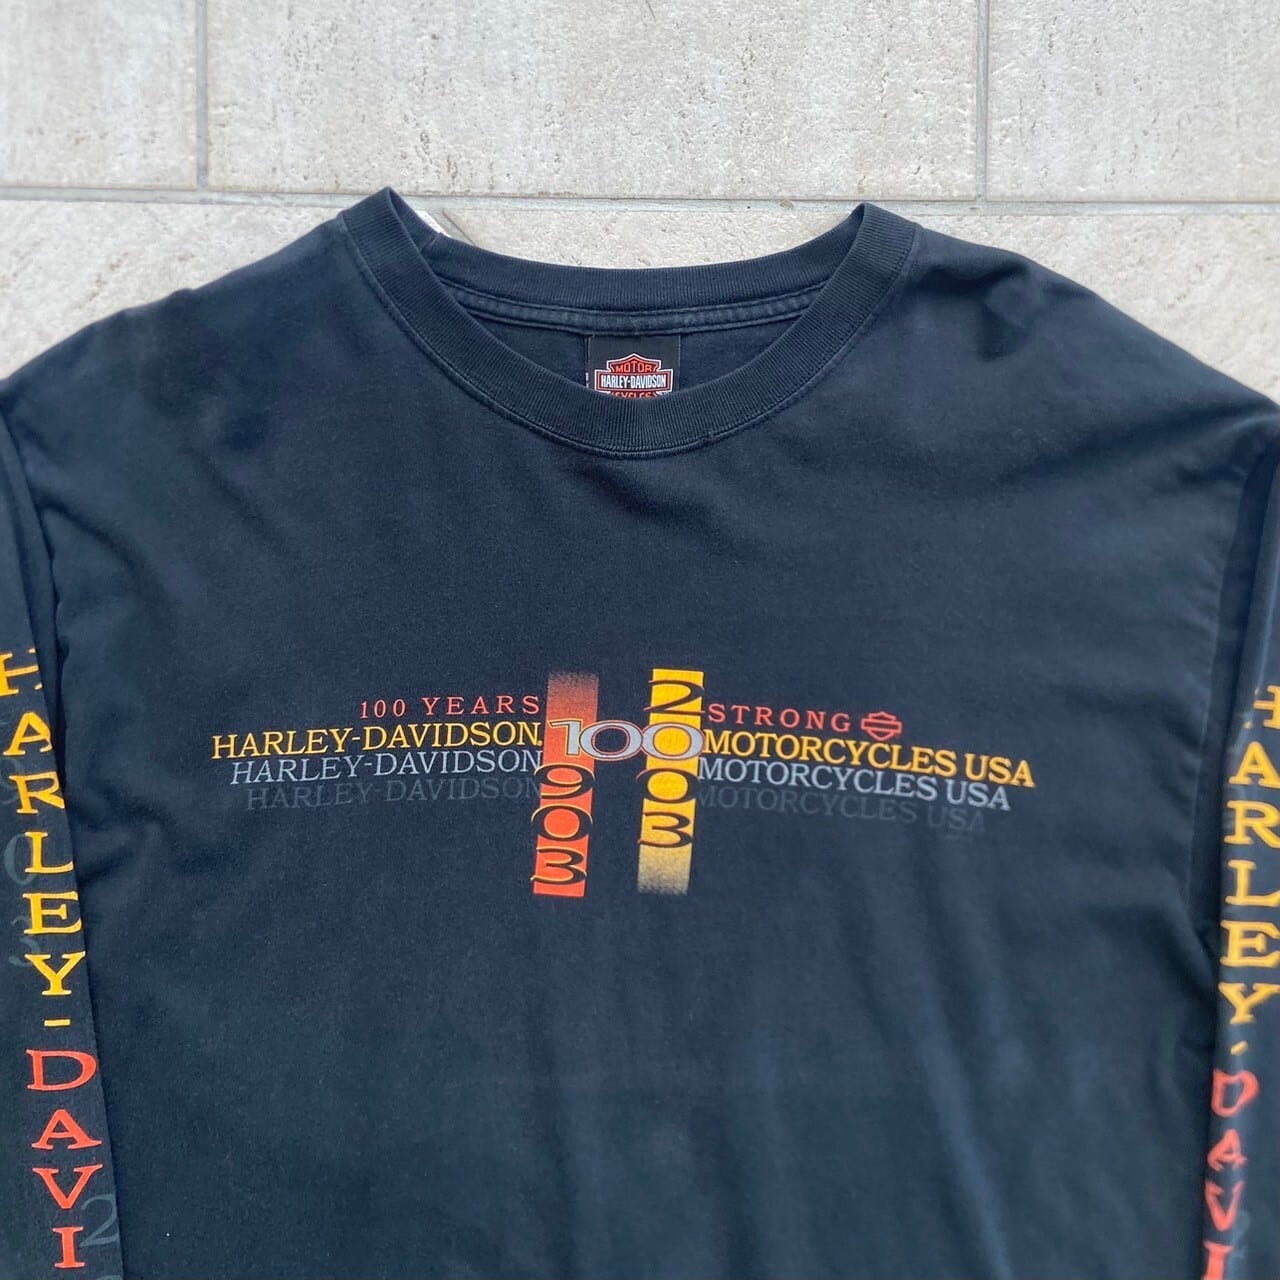 MOTOR
HARLEY-DAVIDSON
CYCLES
100 YEARS
STRONG
HARLEY-DAVIDSON
100
MOTORCYCLES USA
HARLEY-DAVIDSON
MOTORCYCLES USA
HARLEY-DAVIDSON
MOTORCYCLES USA
1903
2003
HARLEY-DAVI
HARLEY-DAVI